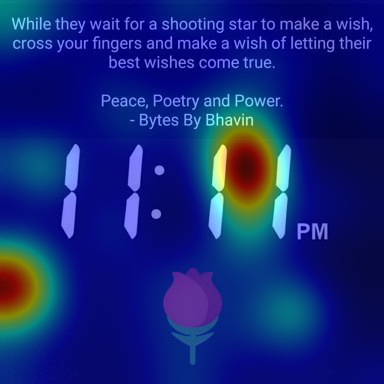 While they wait for a shooting star to make a wish,
cross your fingers and make a wish of letting their
best wishes come true.
Peace, Poetry and Power.
- Bytes By Bhavin
11:11 PM